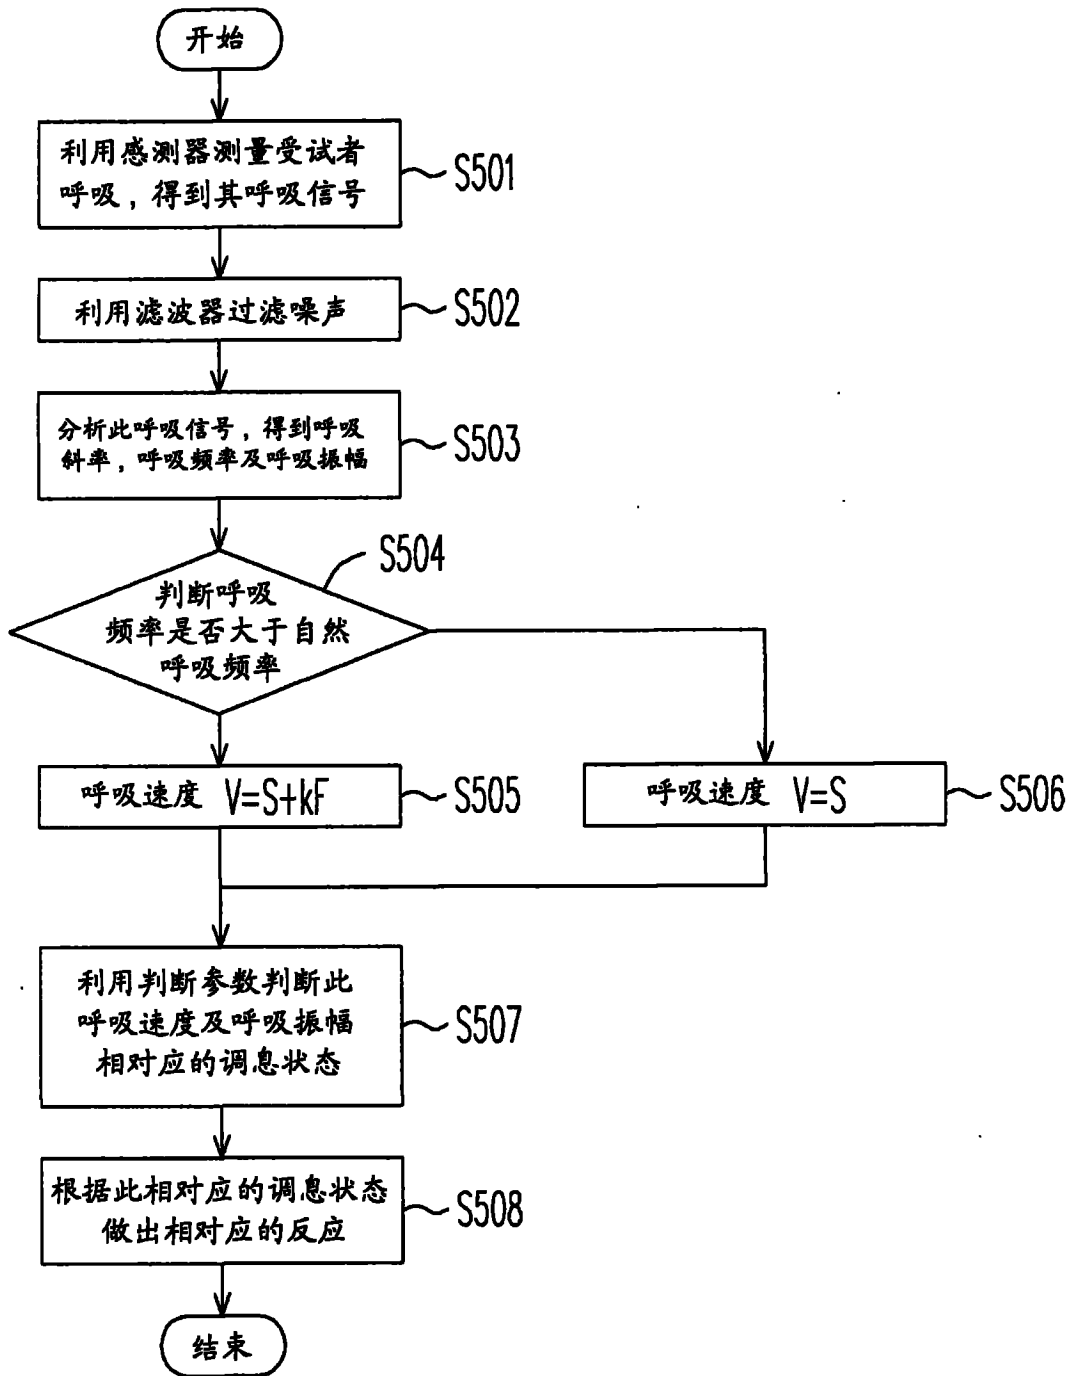 开始
利用感测器测量受试者
呼吸，得到其呼吸信号
S501
利用滤波器过滤噪声
S502
分析此呼吸信号，得到呼吸
斜率，呼吸频率及呼吸振幅
S503
S504
判断呼吸
频率是否大于自然
呼吸频率
呼吸速度 V=S+kF
S505
呼吸速度 V=S
S506
利用判断参数判断此
呼吸速度及呼吸振幅
相对应的调息状态
S507
根据此相对应的调息状态
做出相对应的反应
S508
结束